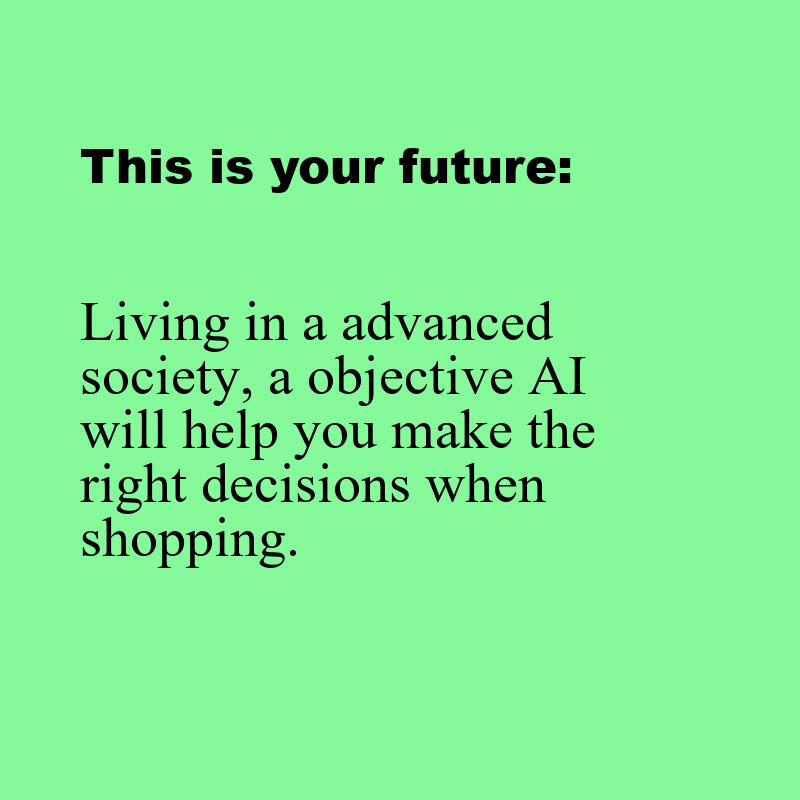 This is your future:
Living in a advanced
society, a objective AI
will help you make the
right decisions when
shopping.